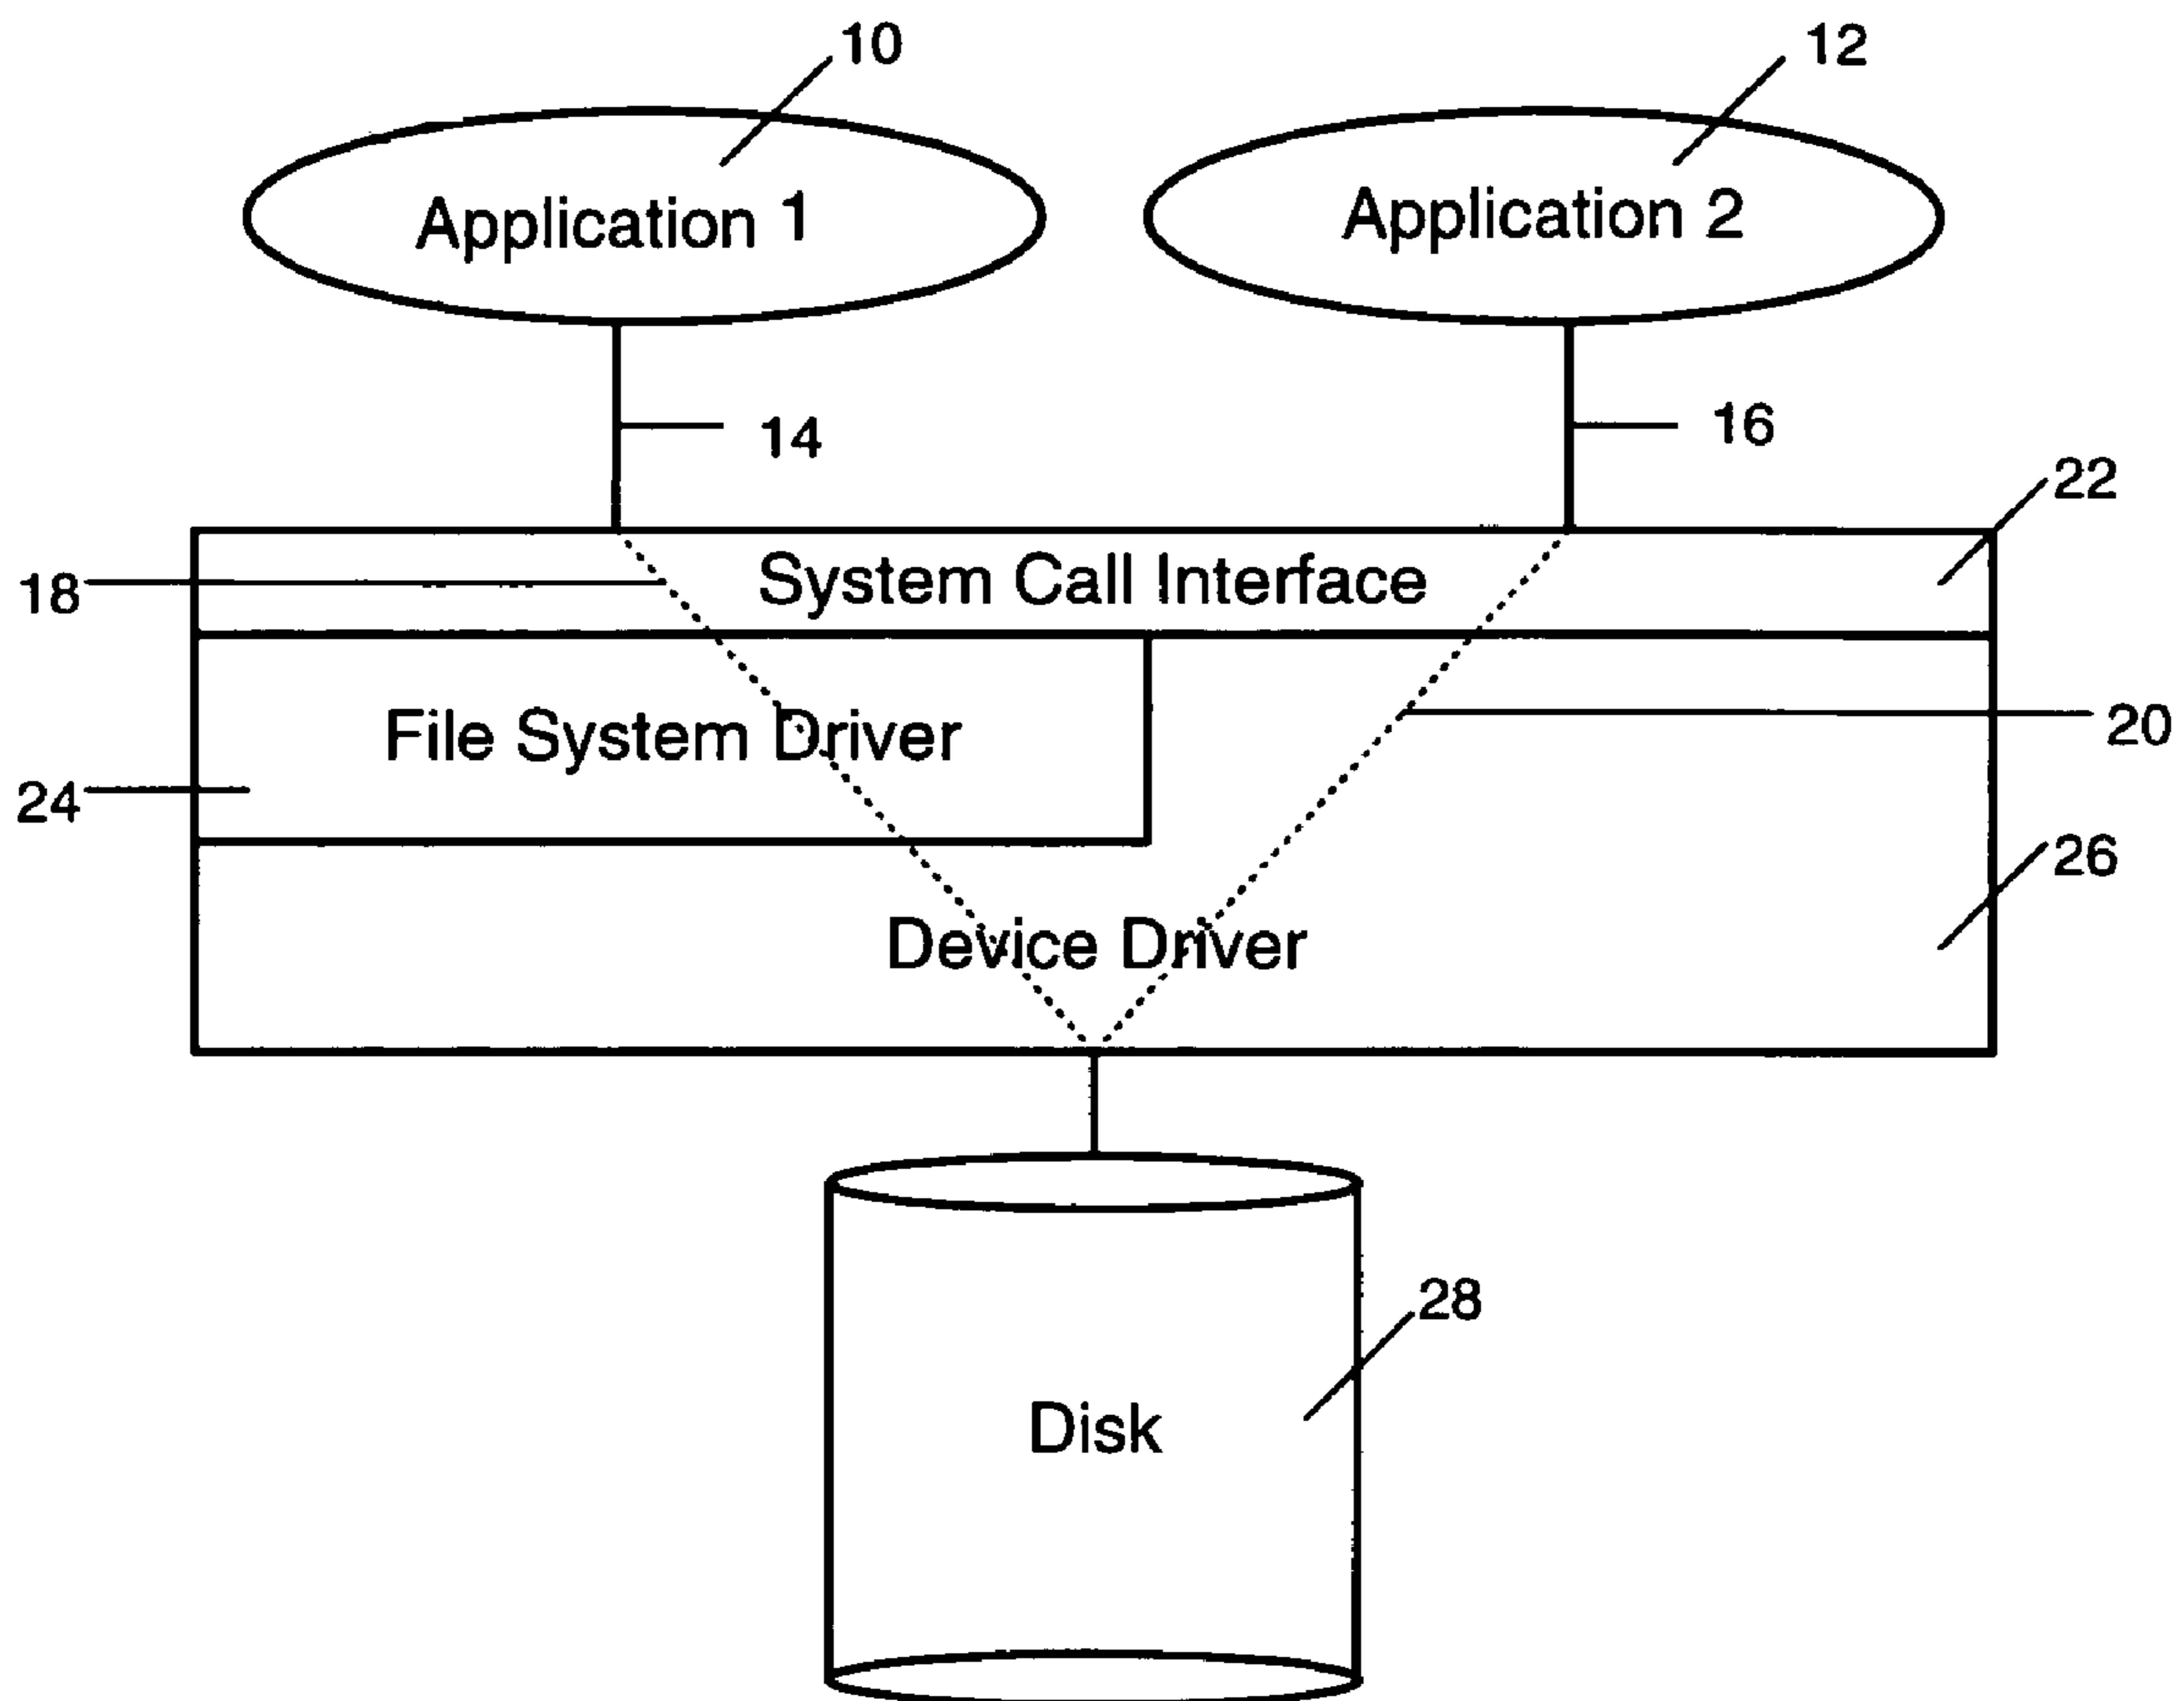 10
12
Application 1
Application 2
14
16
22
System Call Interface
18
File System Driver
20
24
26
Device Driver
28
Disk